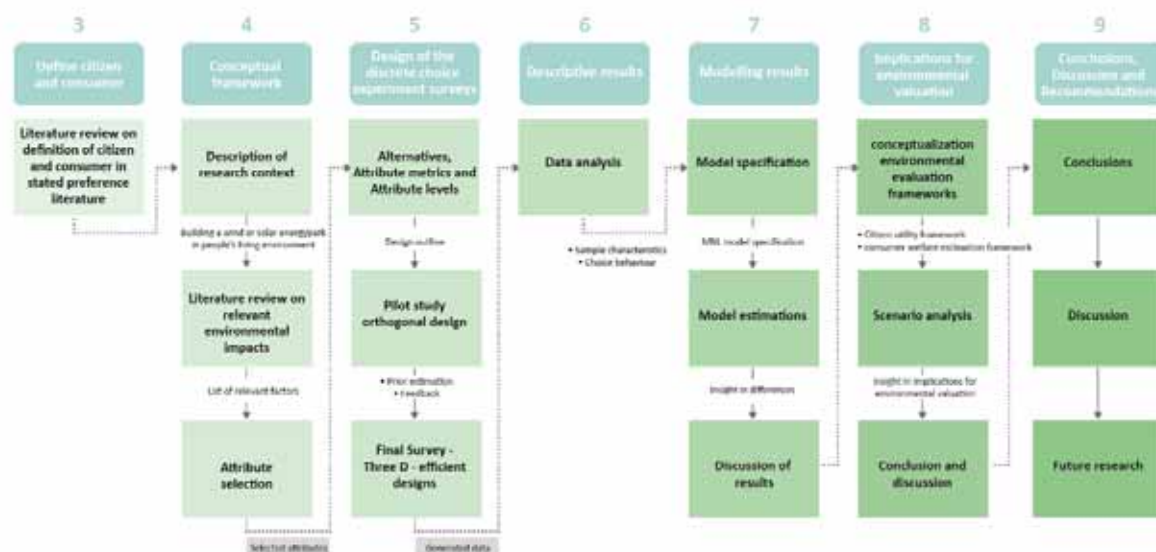 3
4
5
6
7
8
9
Define citizen
and consumer
Conceptual
framework
Design of the
discrete choice
experiment surveys
Descriptive results
Modelling results
Implications for
environmental
valuation
Conclusions,
Discussion and
Recommendations
Literature review on
definition of citizen
and consumer in
stated preference
literature
Description of
research context
Building a wind or solar energypark
in people's living environment
Literature review on
relevant
environmental
impacts
List of relevant factors
Attribute
selection
Selected attributes
Alternatives,
Attribute metrics and
Attribute levels
Design outline
Pilot study
orthogonal design
• Prior estimation
• Feedback
Final Survey -
Three D - efficient
designs
Generated data
Data analysis
• Sample characteristics
• Choice behaviour
Model specification
MNL model specification
Model estimations
Insight in differences
Discussion of
results
conceptualization
environmental
evaluation
frameworks
• Citizen utility framework
• consumer welfare estimation framework
Scenario analysis
Insight in implications for
environmental valuation
Conclusion and
discussion
Conclusions
Discussion
Future research